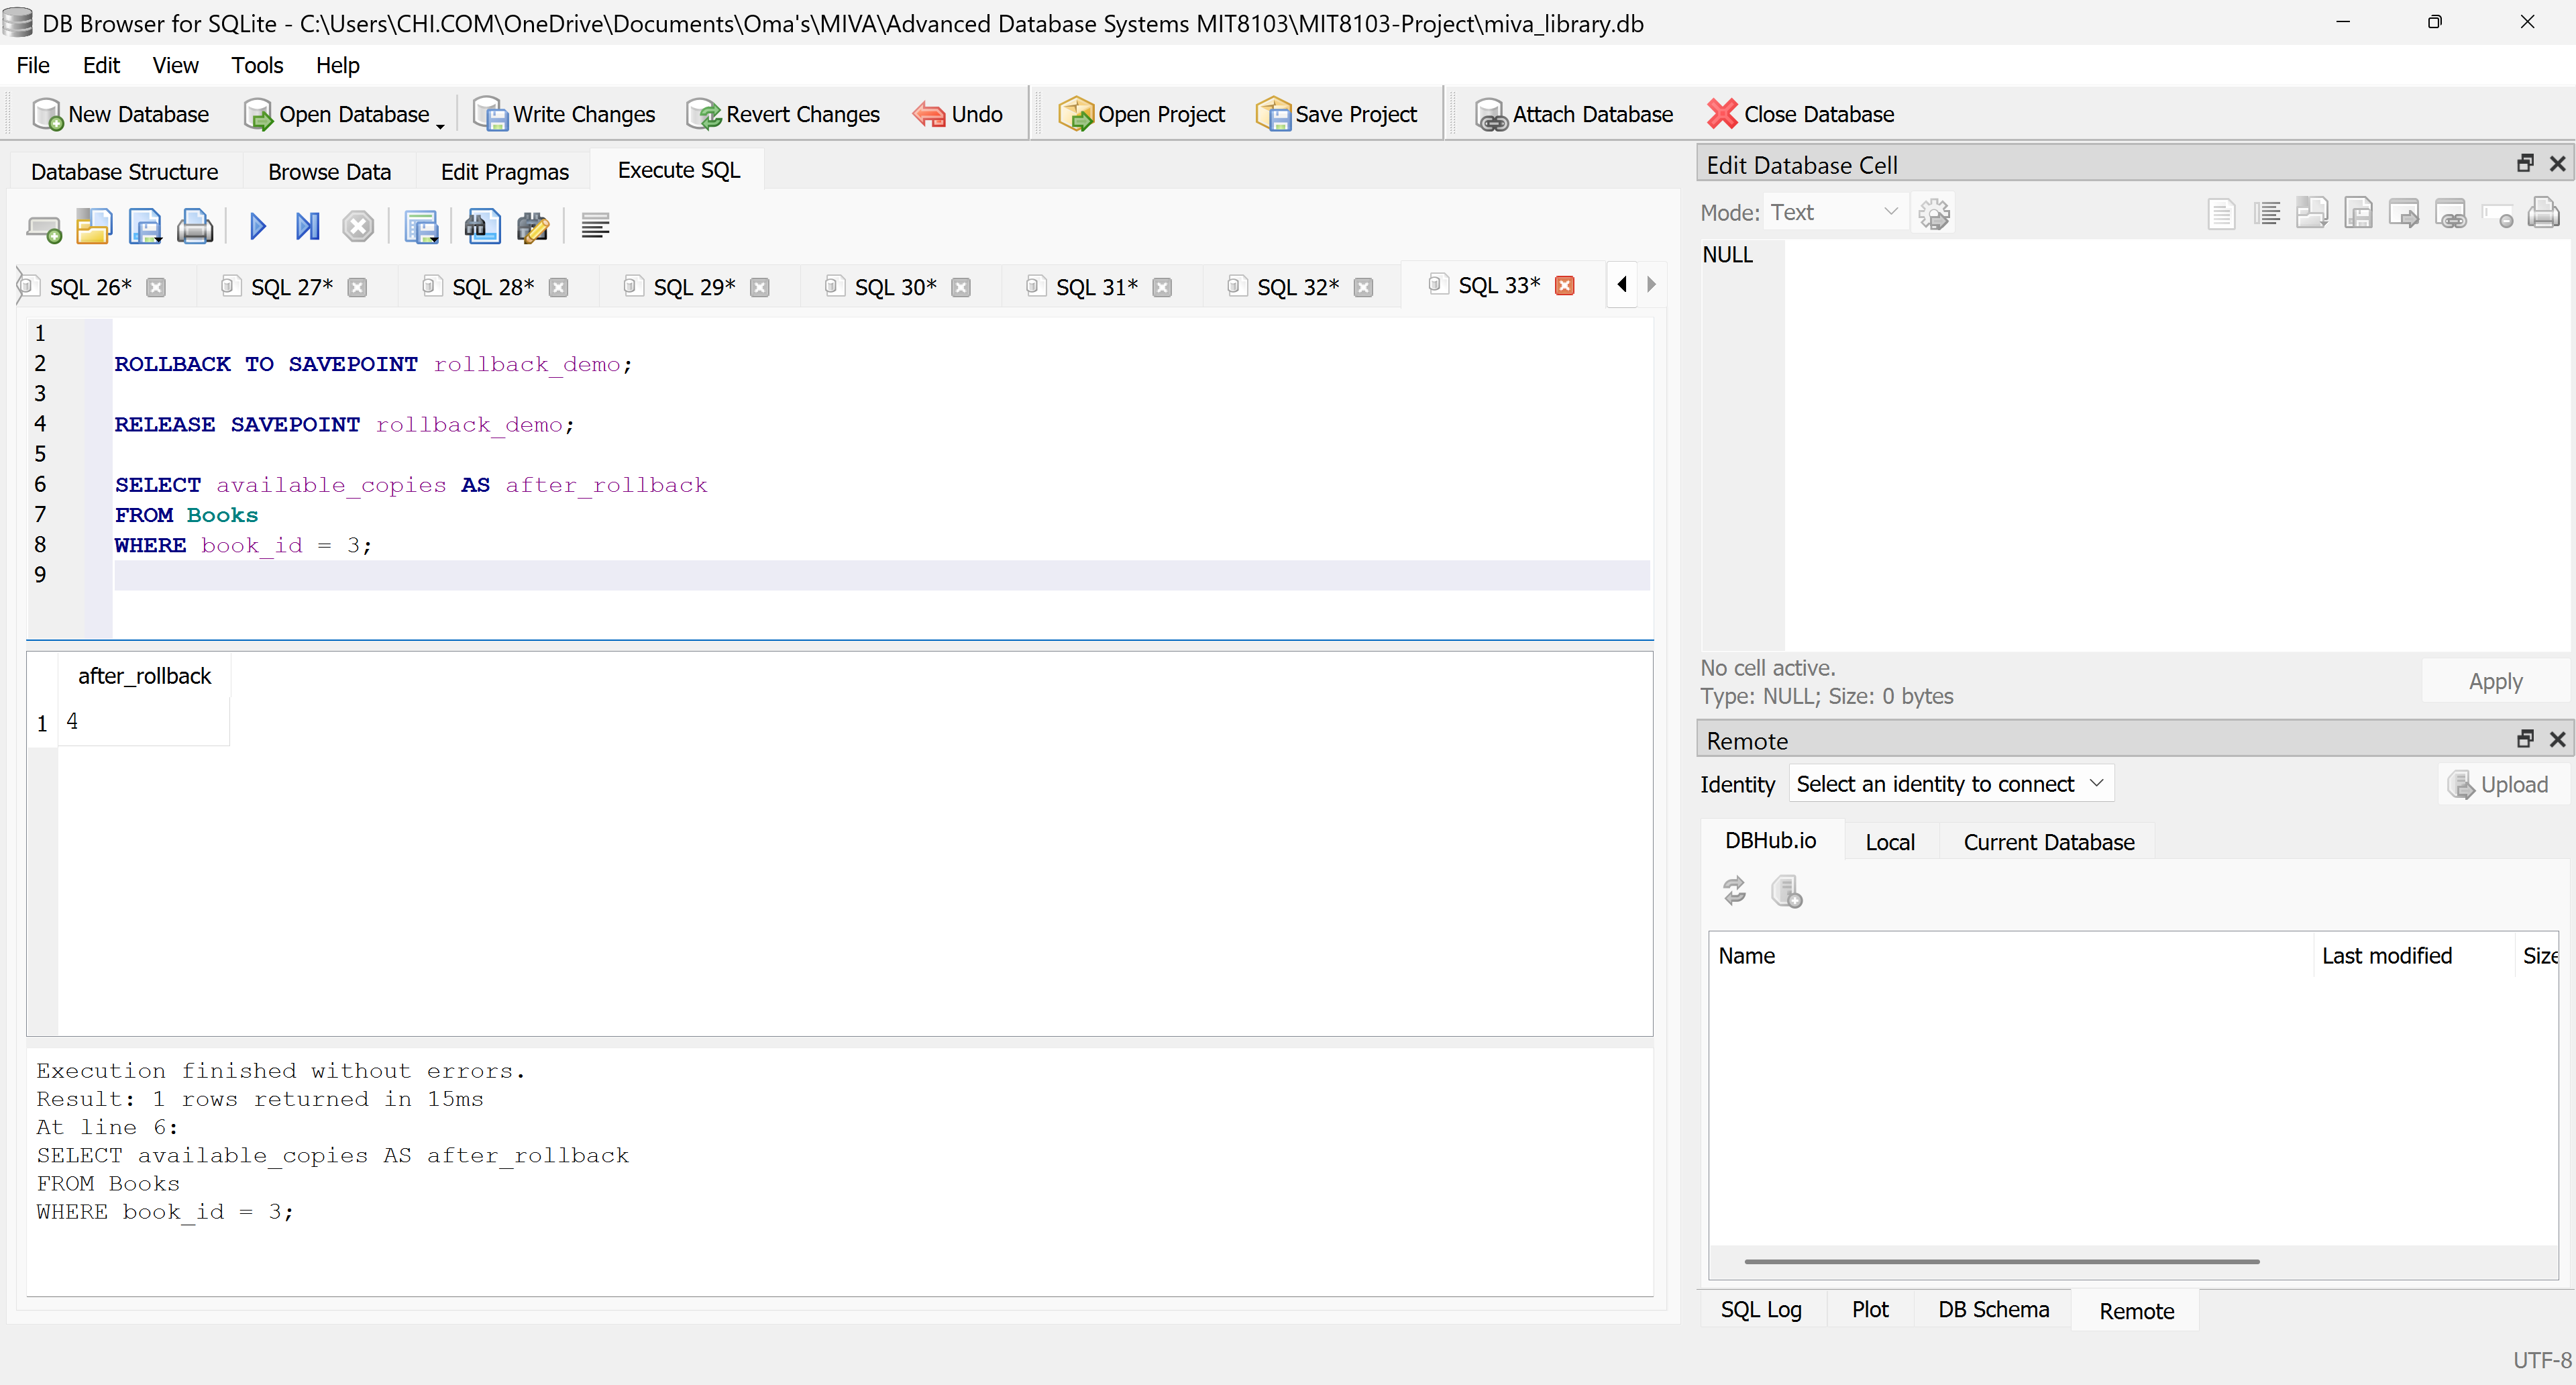 DB Browser for SQLite - C:\Users\CHI.COM\OneDrive\Documents\Oma's\MIVA\Advanced Database Systems MIT8103\MIT8103-Project\miva_library.db
File Edit View Tools Help
New Database Open Database Write Changes Revert Changes Undo Open Project Save Project Attach Database Close Database
Database Structure Browse Data Edit Pragmas Execute SQL
SQL 26* SQL 27* SQL 28* SQL 29* SQL 30* SQL 31* SQL 32* SQL 33*
1
2 ROLLBACK TO SAVEPOINT rollback_demo;
3
4 RELEASE SAVEPOINT rollback_demo;
5
6 SELECT available_copies AS after_rollback
7 FROM Books
8 WHERE book_id = 3;
9
after_rollback
1 4
Execution finished without errors.
Result: 1 rows returned in 15ms
At line 6:
SELECT available_copies AS after_rollback
FROM Books
WHERE book_id = 3;
Edit Database Cell
Mode: Text
NULL
No cell active.
Type: NULL; Size: 0 bytes
Apply
Remote
Identity Select an identity to connect Upload
DBHub.io Local Current Database
Name Last modified Size
SQL Log Plot DB Schema Remote
UTF-8